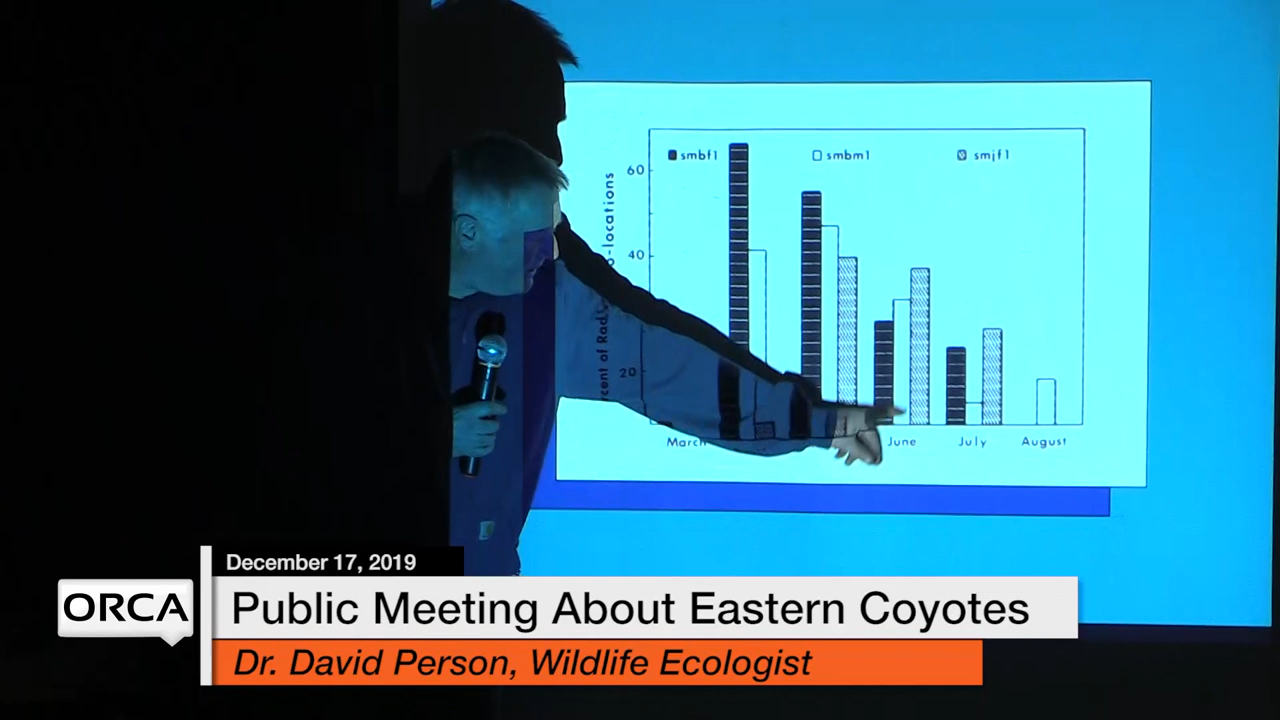 smbf1 smbm1 smjf1
60
40
20
March June July August
December 17, 2019
ORCA
Public Meeting About Eastern Coyotes
Dr. David Person, Wildlife Ecologist